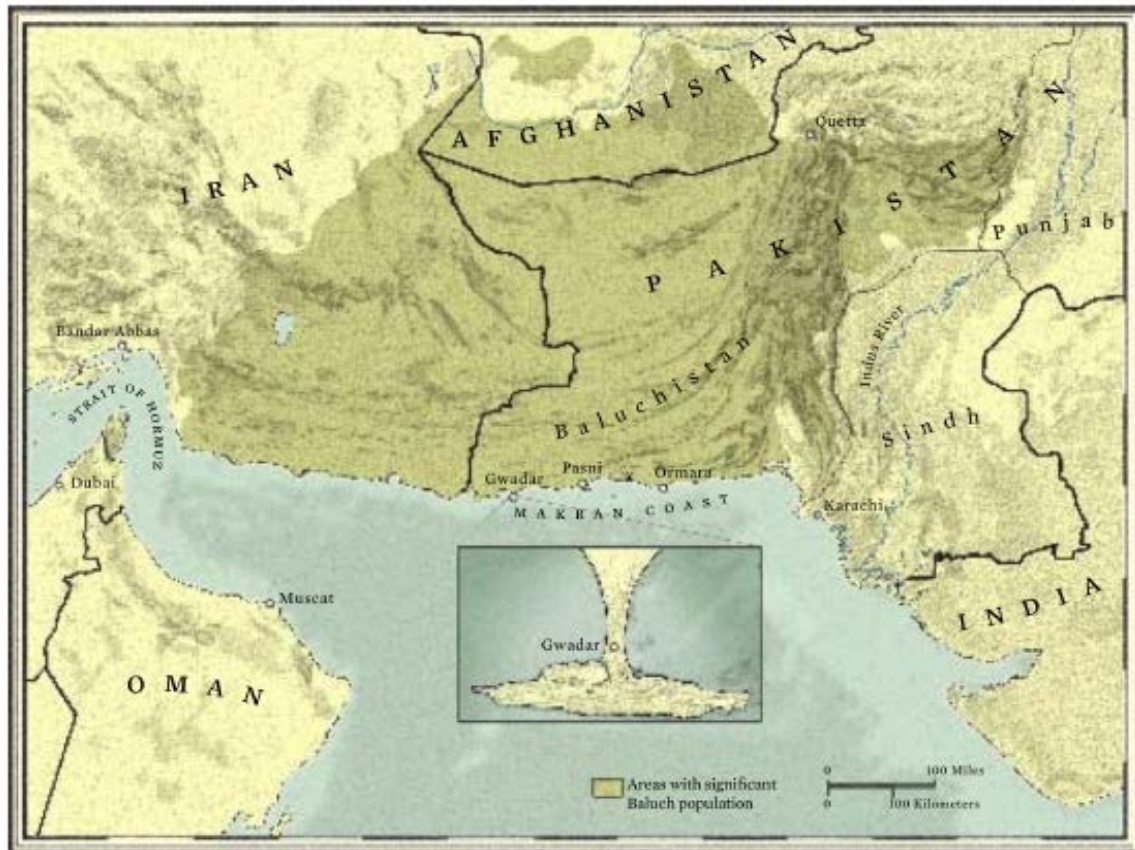 AFGHANISTAN
IRAN
Quetta
PAKISTAN
Punjab
Bandar Abbas
STRAIT OF HORMUZ
Indus River
Baluchistan
Sindh
Dubai
Gwadar
Pasni
Ormara
MAKRAN COAST
Karachi
Muscat
INDIA
Gwadar
OMAN
Areas with significant
Baluch population
0 100 Miles
0 100 Kilometers